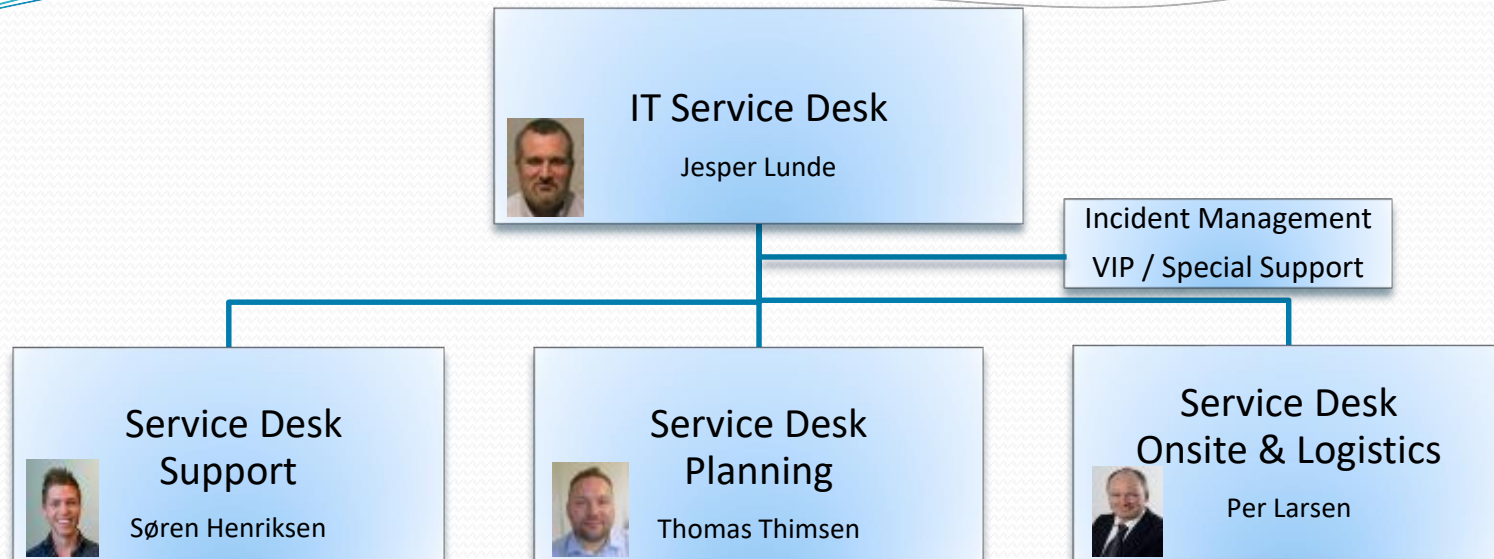 IT Service Desk
Jesper Lunde
Incident Management
VIP / Special Support
Service Desk
Support
Søren Henriksen
Service Desk
Planning
Thomas Thimsen
Service Desk
Onsite & Logistics
Per Larsen